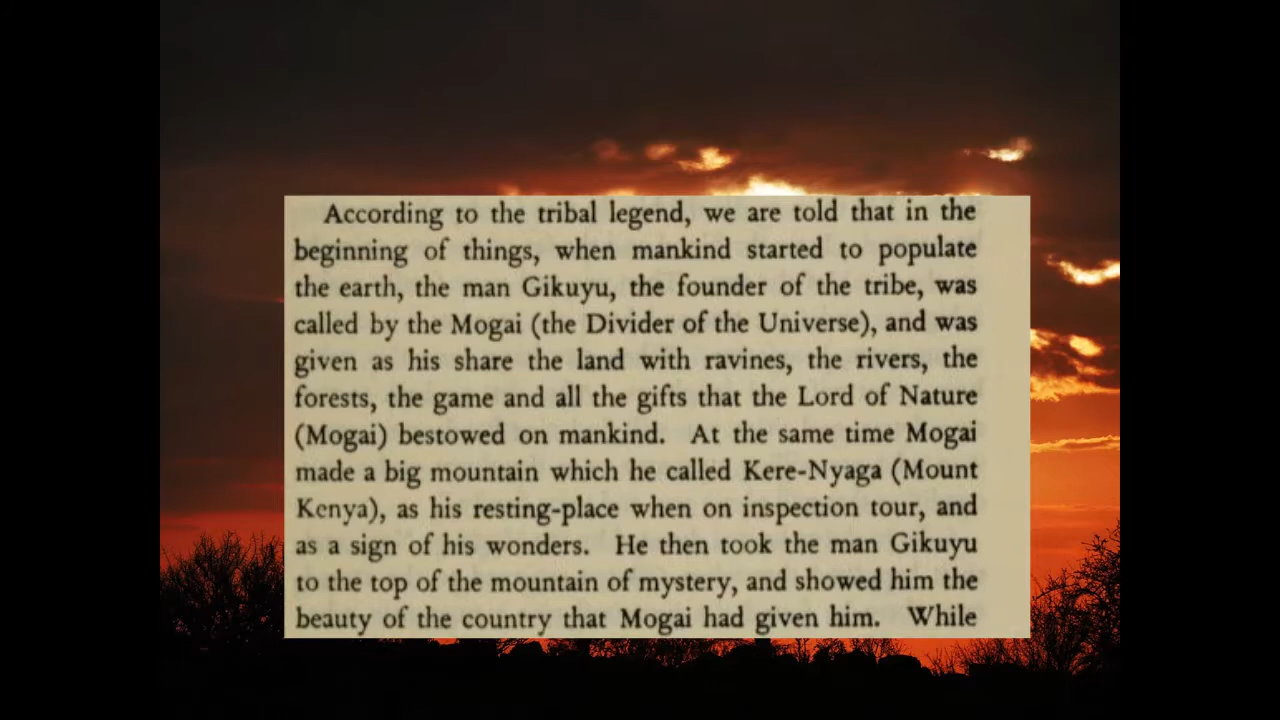 According to the tribal legend, we are told that in the
beginning of things, when mankind started to populate
the earth, the man Gikuyu, the founder of the tribe, was
called by the Mogai (the Divider of the Universe), and was
given as his share the land with ravines, the rivers, the
forests, the game and all the gifts that the Lord of Nature
(Mogai) bestowed on mankind. At the same time Mogai
made a big mountain which he called Kere-Nyaga (Mount
Kenya), as his resting-place when on inspection tour, and
as a sign of his wonders. He then took the man Gikuyu
to the top of the mountain of mystery, and showed him the
beauty of the country that Mogai had given him. While